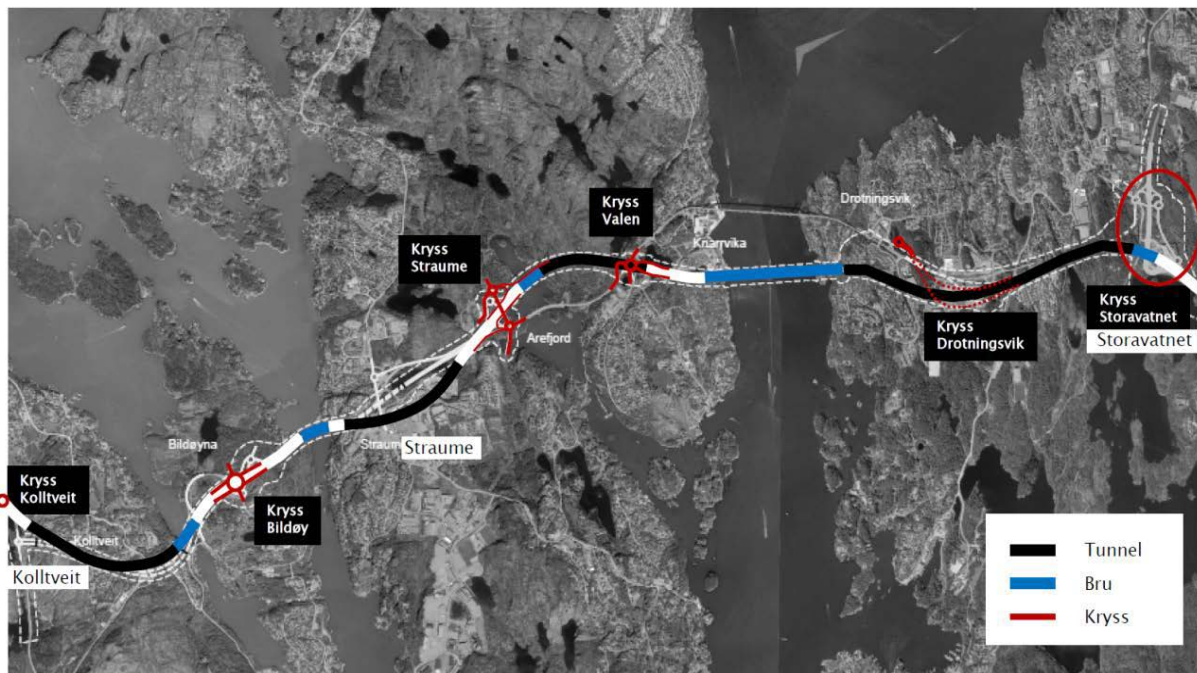 Drotningsvik
Kryss
Valen
Knarrvika
Kryss
Straume
Kryss
Storavatnet
Kryss
Drotningsvik
Storavatnet
Arefjord
Bildøyna
Straume
Kryss
Kolltveit
Kryss
Bildøy
Kolltveit
Kolltveit
Tunnel
Bru
Kryss